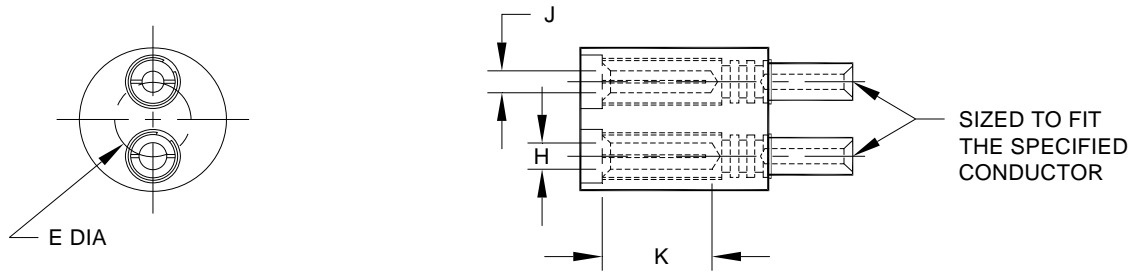 J
H
K
E DIA
SIZED TO FIT
THE SPECIFIED
CONDUCTOR